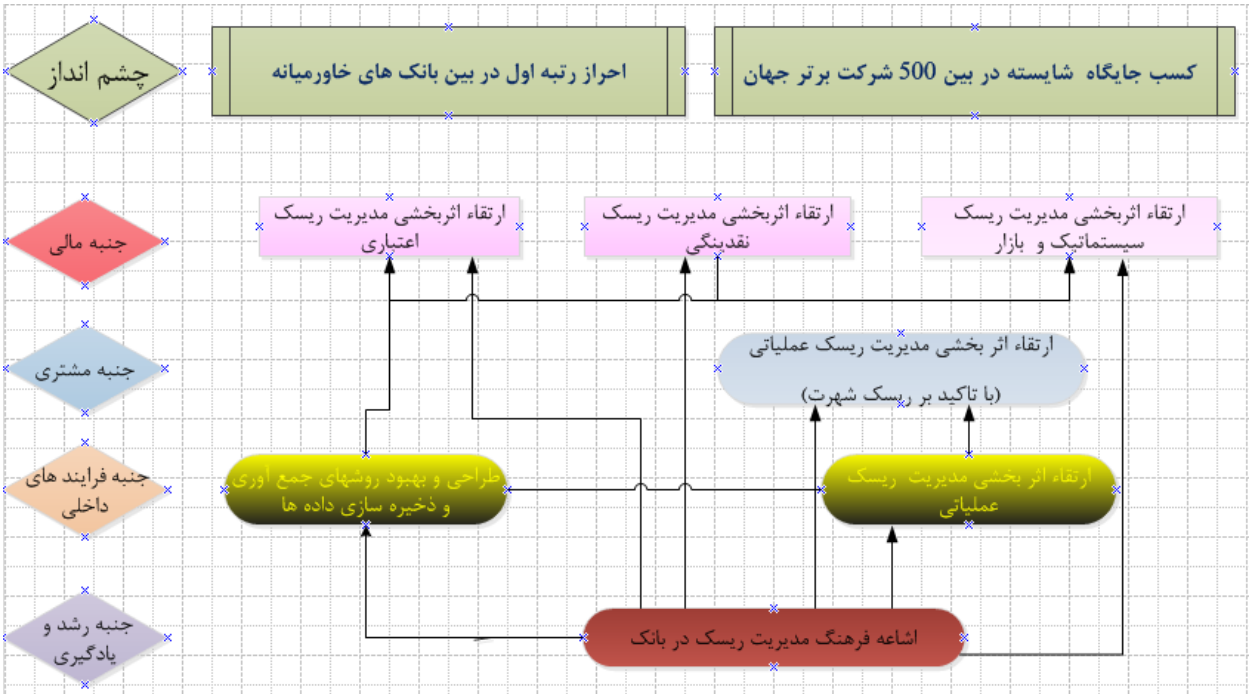 کسب جایگاه شایسته در بین 500 شرکت برتر جهان
احراز رتبه اول در بین بانک های خاورمیانه
چشم انداز
ارتقاء اثربخشی مدیریت ریسک
سیستماتیک و بازار
ارتقاء اثربخشی مدیریت ریسک
نقدینگی
ارتقاء اثربخشی مدیریت ریسک
اعتباری
جنبه مالی
ارتقاء اثر بخشی مدیریت ریسک عملیاتی
(با تاکید بر ریسک شهرت)
جنبه مشتری
ارتقاء اثر بخشی مدیریت ریسک
عملیاتی
طراحی و بهبود روشهای جمع آوری
و ذخیره سازی داده ها
جنبه فرایند های
داخلی
اشاعه فرهنگ مدیریت ریسک در بانک
جنبه رشد و
یادگیری